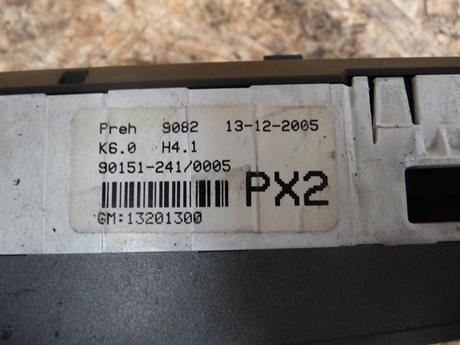 Preh 9082 13-12-2005
K6.0 H4.1
90151-241/0005
PX2
GM:13201300